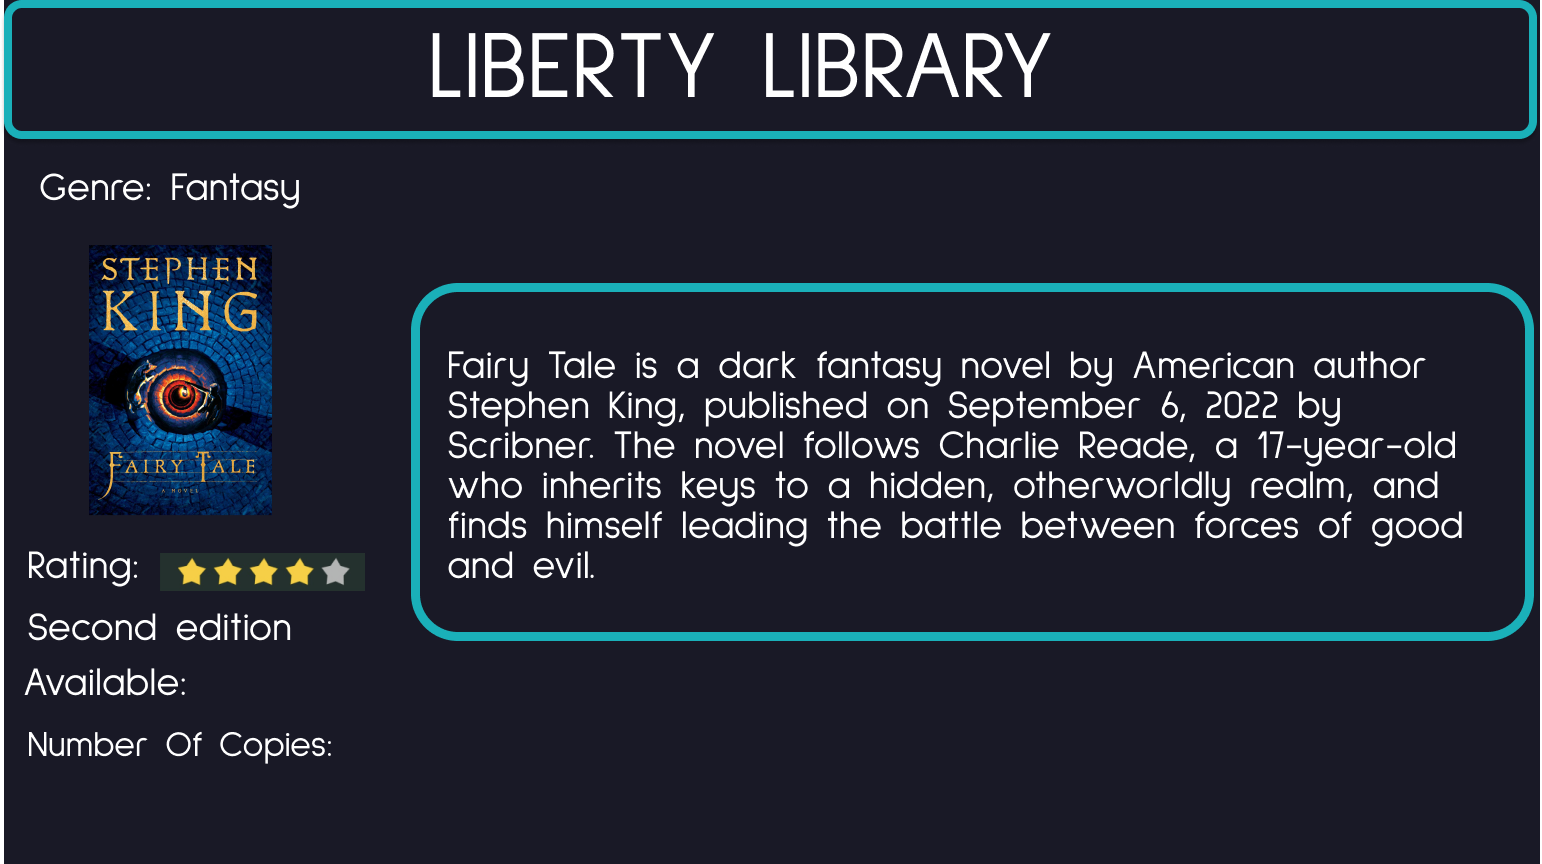 LIBERTY LIBRARY
Genre: Fantasy
STEPHEN
KING
FAIRY TALE
A NOVEL
Rating:
Second edition
Available:
Number Of Copies:
Fairy Tale is a dark fantasy novel by American author
Stephen King, published on September 6, 2022 by
Scribner. The novel follows Charlie Reade, a 17-year-old
who inherits keys to a hidden, otherworldly realm, and
finds himself leading the battle between forces of good
and evil.